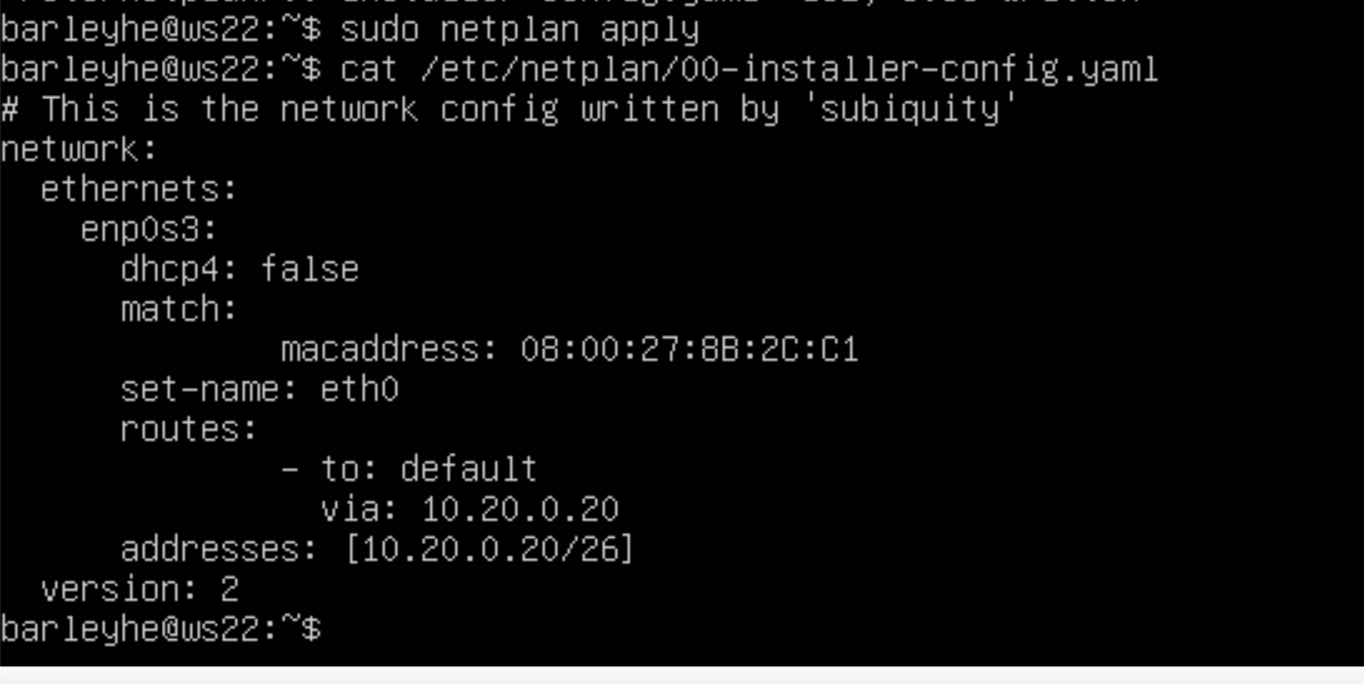 barleyhe@ws22:~$ sudo netplan apply
barleyhe@ws22:~$ cat /etc/netplan/00-installer-config.yaml
# This is the network config written by 'subiquity'
network:
  ethernets:
    enp0s3:
      dhcp4: false
      match:
              macaddress: 08:00:27:8B:2C:C1
      set-name: eth0
      routes:
              - to: default
                via: 10.20.0.20
      addresses: [10.20.0.20/26]
  version: 2
barleyhe@ws22:~$